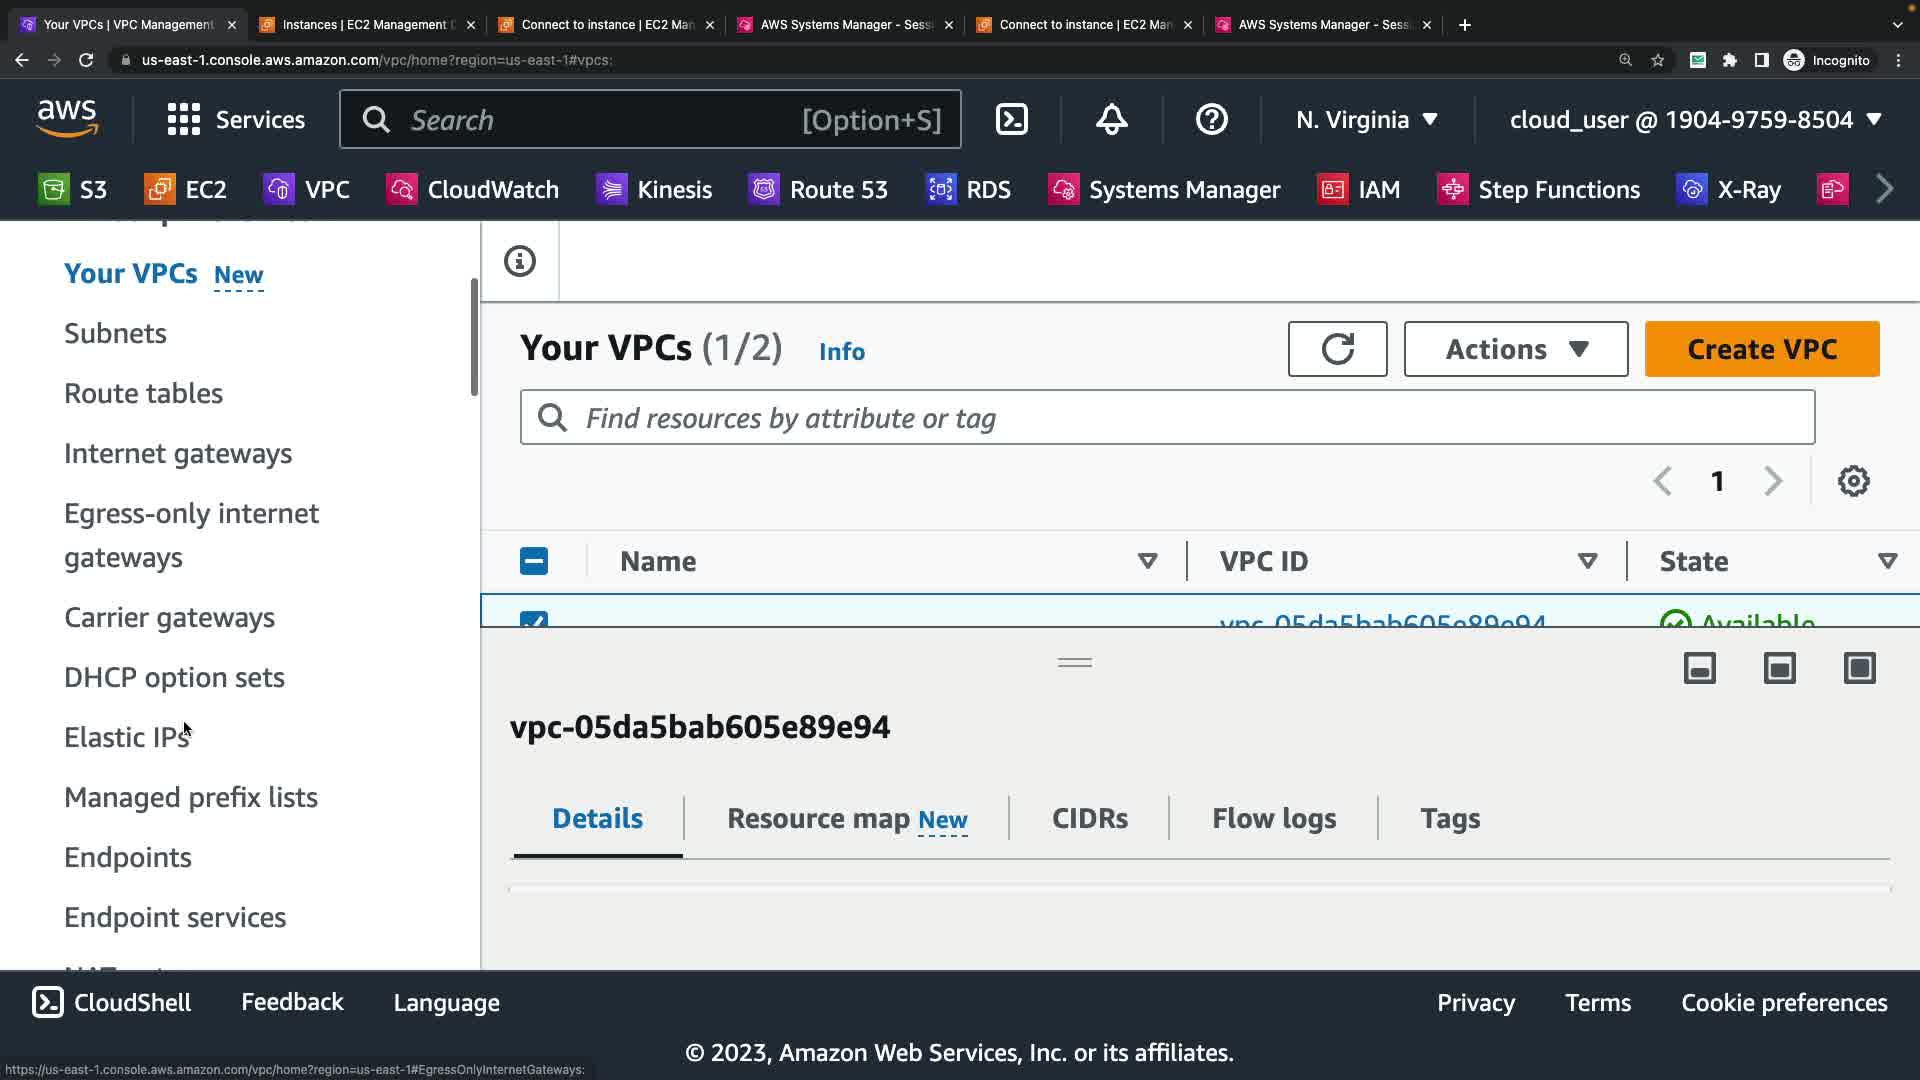 Your VPCs | VPC Management
Instances | EC2 Management
Connect to instance | EC2 Man
AWS Systems Manager - Sess
Connect to instance | EC2 Man
AWS Systems Manager - Sess
us-east-1.console.aws.amazon.com/vpc/home?region=us-east-1#vpcs:
Incognito
aws
Services
Search
[Option+S]
N. Virginia
cloud_user @ 1904-9759-8504
S3
EC2
VPC
CloudWatch
Kinesis
Route 53
RDS
Systems Manager
IAM
Step Functions
X-Ray
Your VPCs New
Subnets
Route tables
Internet gateways
Egress-only internet
gateways
Carrier gateways
DHCP option sets
Elastic IPs
Managed prefix lists
Endpoints
Endpoint services
Your VPCs (1/2) Info
Actions
Create VPC
Find resources by attribute or tag
1
Name
VPC ID
State
vpc-05da5bab605e89e94
Available
vpc-05da5bab605e89e94
Details
Resource map New
CIDRs
Flow logs
Tags
CloudShell
Feedback
Language
Privacy
Terms
Cookie preferences
© 2023, Amazon Web Services, Inc. or its affiliates.
https://us-east-1.console.aws.amazon.com/vpc/home?region=us-east-1#EgressOnlyInternetGateways: